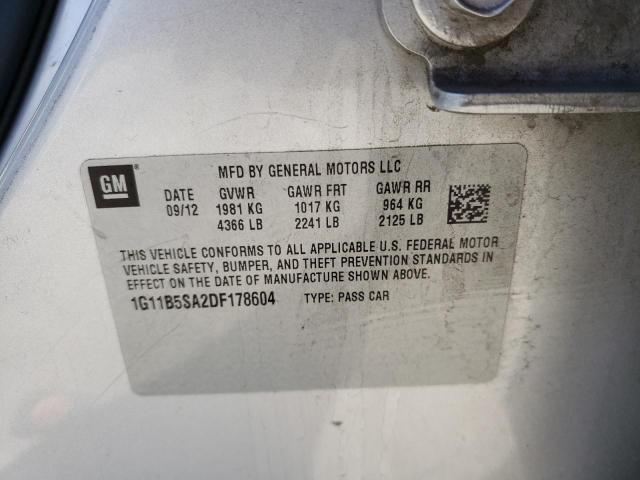 MFD BY GENERAL MOTORS LLC
GM
DATE GVWR GAWR FRT GAWR RR
09/12 1981 KG 1017 KG 964 KG
4366 LB 2241 LB 2125 LB
THIS VEHICLE CONFORMS TO ALL APPLICABLE U.S. FEDERAL MOTOR
VEHICLE SAFETY, BUMPER, AND THEFT PREVENTION STANDARDS IN
EFFECT ON THE DATE OF MANUFACTURE SHOWN ABOVE.
1G11B5SA2DF178604 TYPE: PASS CAR